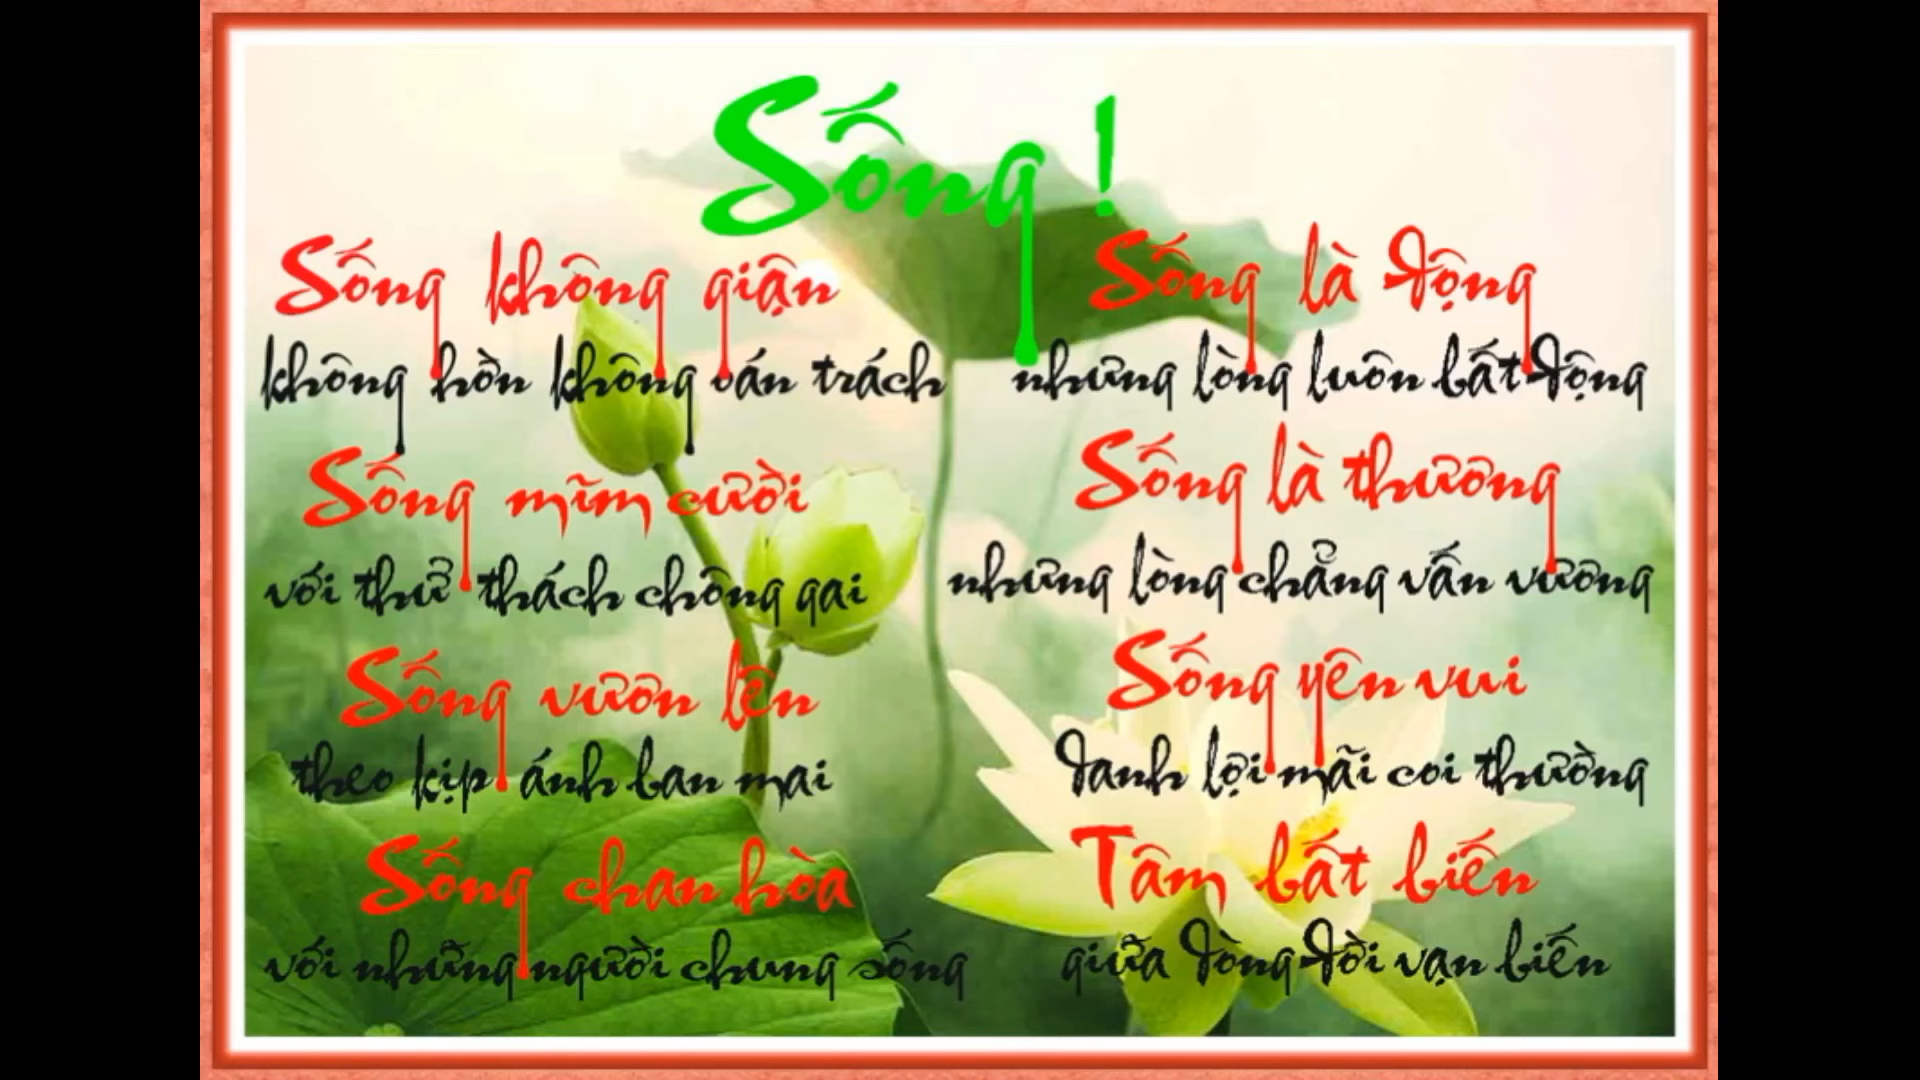 Sống !
Sống không giận
không hờn không oán trách
Sống mĩm cười
với thử thách chông gai
Sống vươn lên
theo kịp ánh ban mai
Sống chan hòa
với những người chung sống
Sống là động
nhưng lòng luôn bất động
Sống là thương
nhưng lòng chẳng vấn vương
Sống yên vui
danh lợi mãi coi thường
Tâm bất biến
giữa dòng đời vạn biến